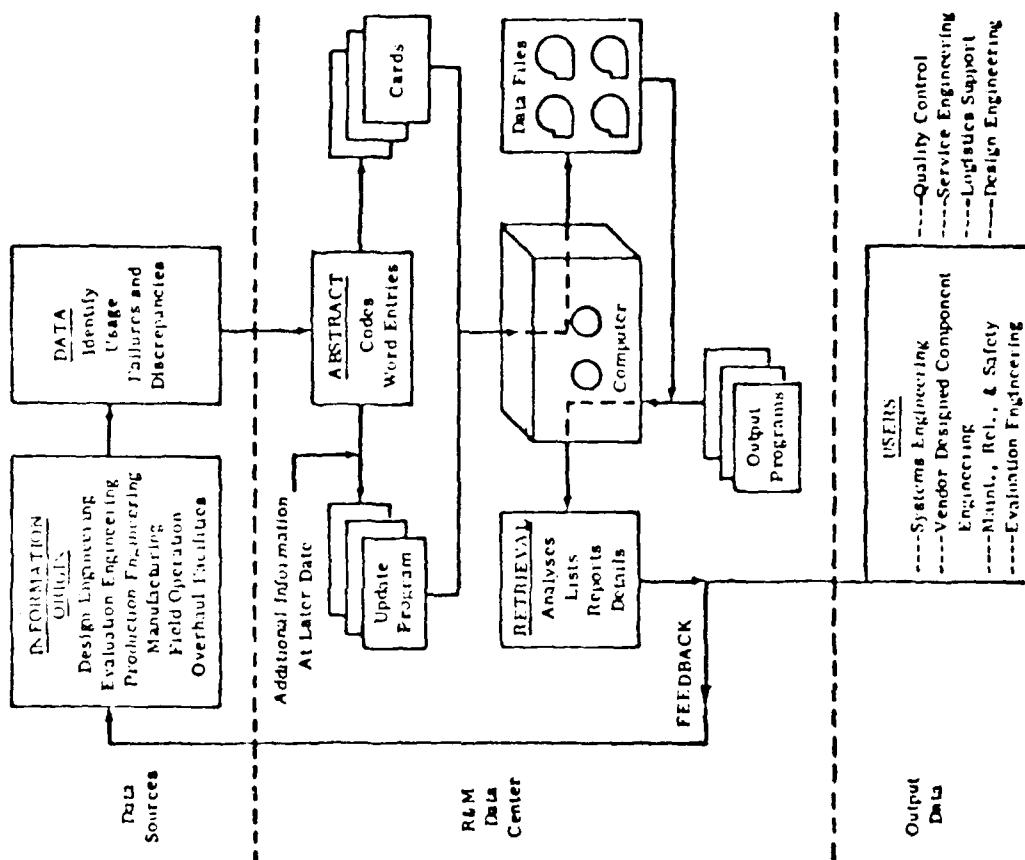 Data
Sources
INFORMATION
ORIGIN
Design Engineering
Evaluation Engineering
Production Engineering
Manufacturing
Field Operation
Overhaul Facilities
DATA
Identify
Usage
Failures and
Discrepancies
R&M
Data
Center
Additional Information
At Later Date
Update
Program
ABSTRACT
Codes
Word Entries
Cards
RETRIEVAL
Analyses
Lists
Reports
Details
Computer
Data Files
FEEDBACK
Output
Programs
Output
Data
USERS
----Systems Engineering
----Vendor Designed Component
Engineering
----Maint., Rel., & Safety
----Evaluation Engineering
----Quality Control
----Service Engineering
----Logistics Support
----Design Engineering